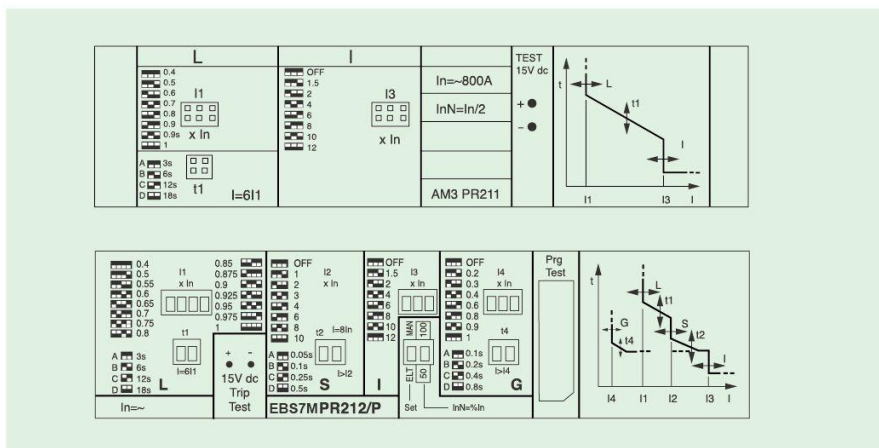 L
0.4
0.5
0.6
0.7
0.8
0.9
0.9s
1
I1
x In
A 3s
B 6s
C 12s
D 18s
t1
I=6I1
I
OFF
1.5
2
4
6
8
10
12
I3
x In
In=~800A
InN=In/2
AM3 PR211
TEST
15V dc
+
-
t
L
t1
I
I1
I3
I
0.4
0.5
0.55
0.6
0.65
0.7
0.75
0.8
I1
x In
0.85
0.875
0.9
0.925
0.95
0.975
1
t1
I=6I1
A 3s
B 6s
C 12s
D 18s
L
+ -
15V dc
Trip
Test
In=~
OFF
1
2
3
4
6
8
10
I2
x In
t2
I=8In
I>I2
A 0.05s
B 0.1s
C 0.25s
D 0.5s
S
EBS7MPR212/P
OFF
1.5
2
4
6
8
10
12
I3
x In
I
MAN
100
ELT
50
Set
InN=%In
OFF
0.2
0.3
0.4
0.6
0.8
0.9
1
I4
x In
t4
I>I4
A 0.1s
B 0.2s
C 0.4s
D 0.8s
G
Prg
Test
t
L
t1
G
S
t2
t4
I
I4
I1
I2
I3
I